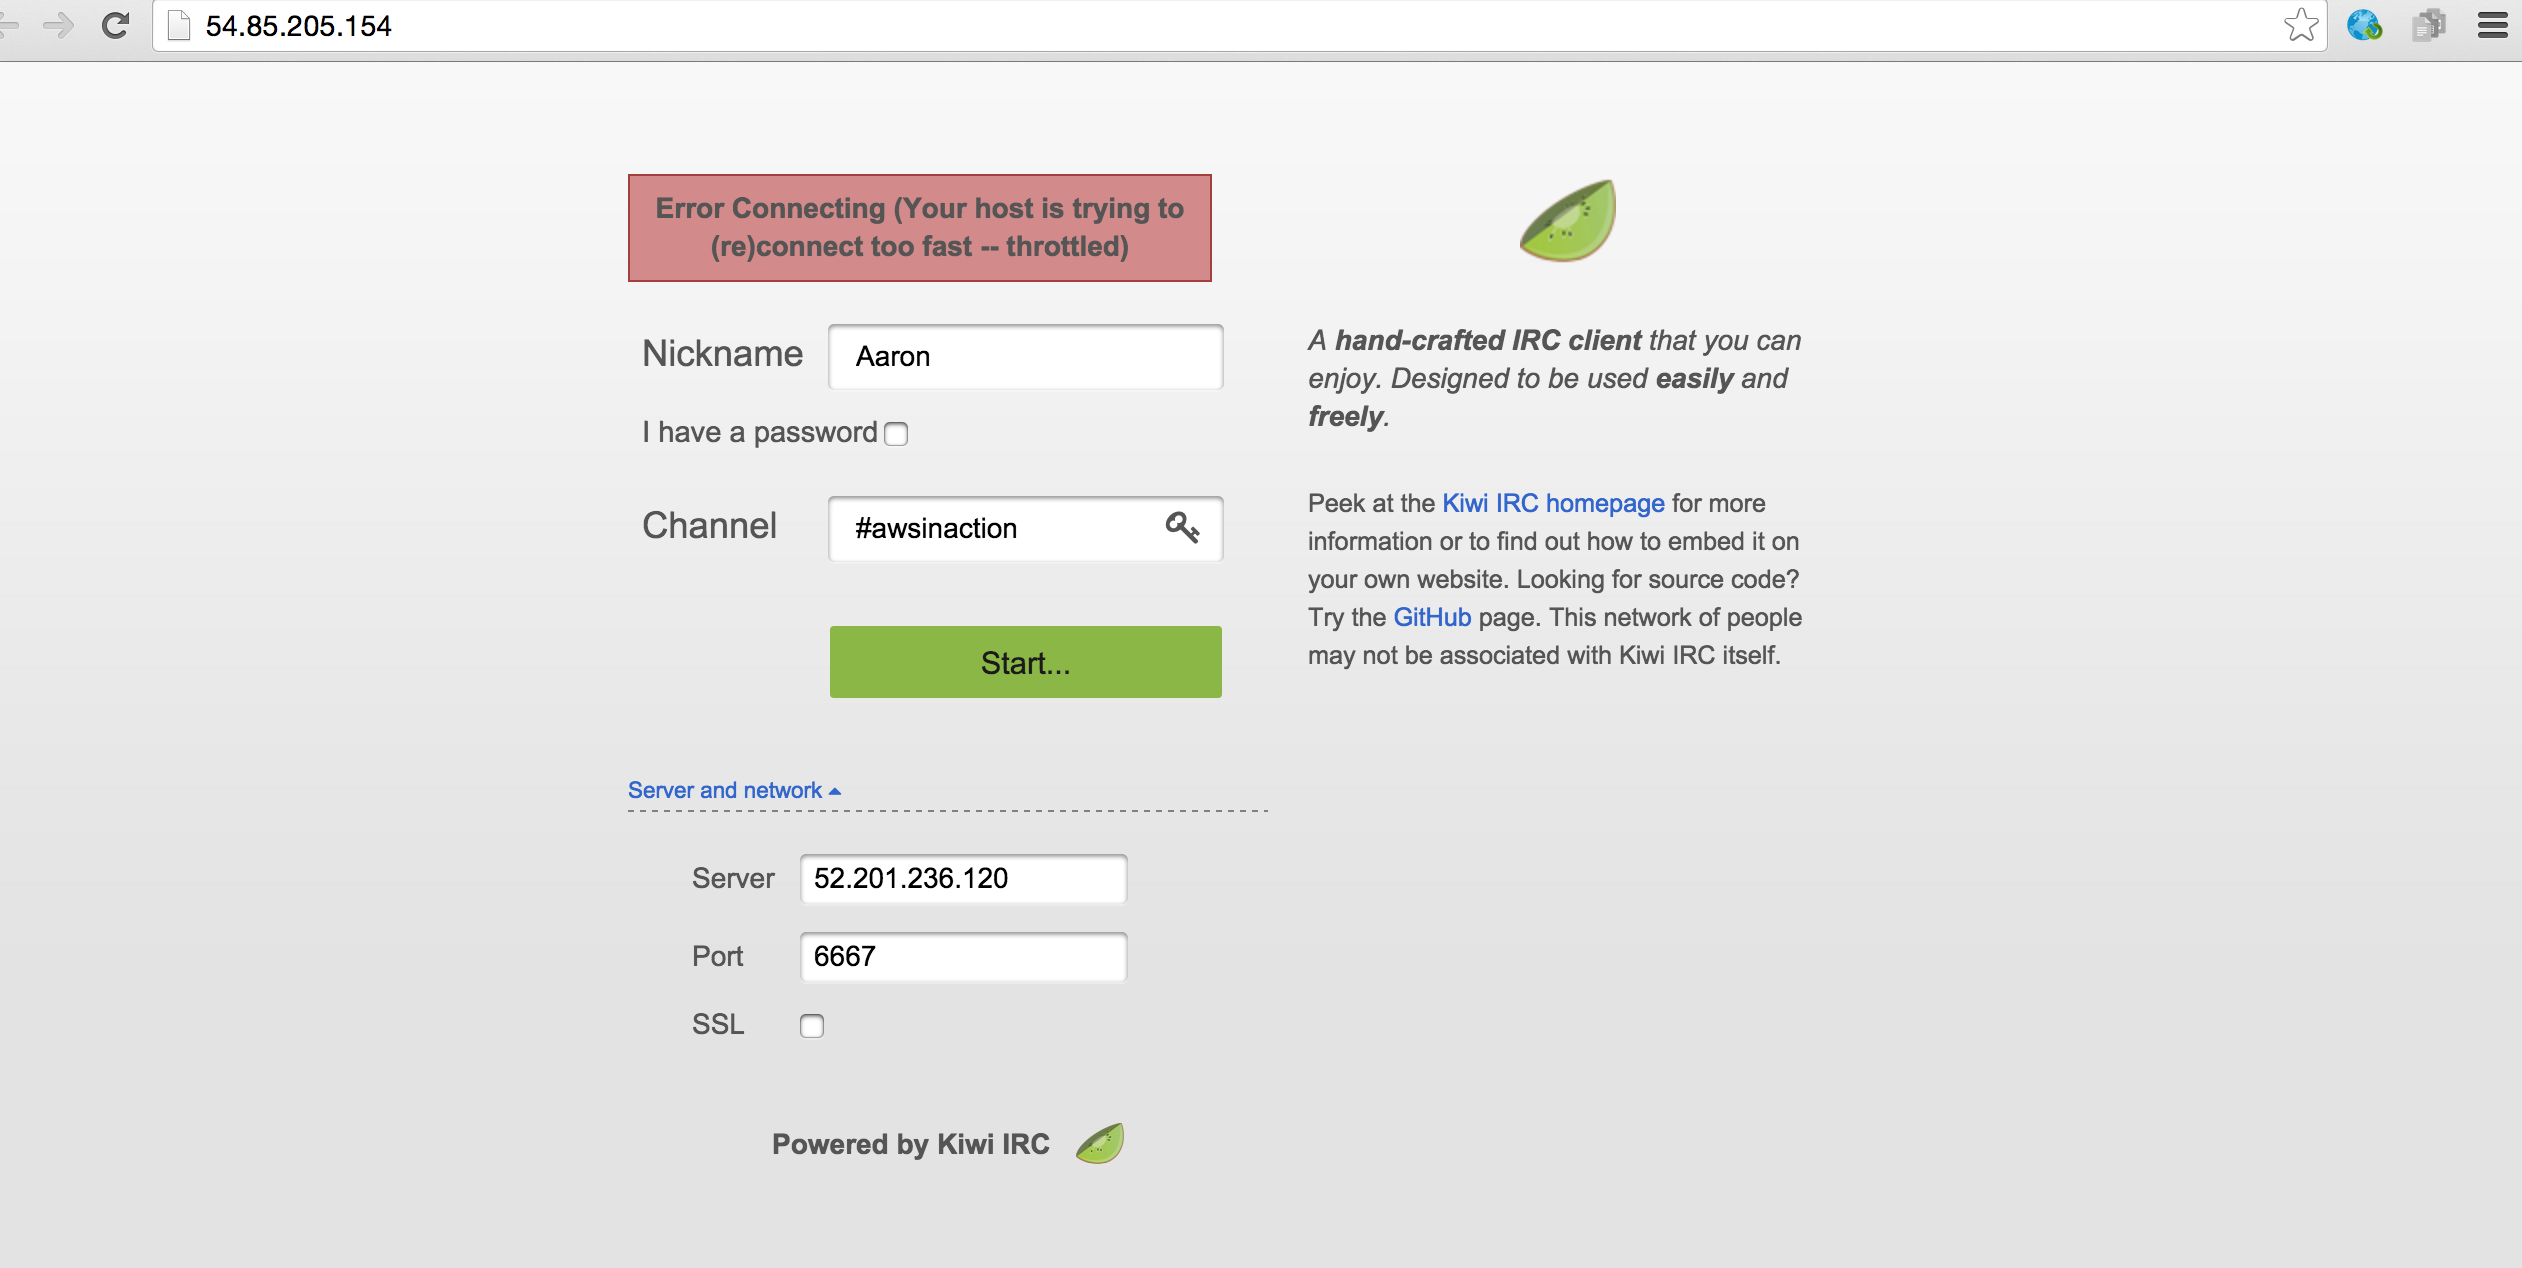 54.85.205.154
Error Connecting (Your host is trying to
(re)connect too fast -- throttled)
Nickname
Aaron
I have a password
Channel
#awsinaction
Start...
Server and network
Server
52.201.236.120
Port
6667
SSL
Powered by Kiwi IRC
A hand-crafted IRC client that you can
enjoy. Designed to be used easily and
freely.
Peek at the Kiwi IRC homepage for more
information or to find out how to embed it on
your own website. Looking for source code?
Try the GitHub page. This network of people
may not be associated with Kiwi IRC itself.